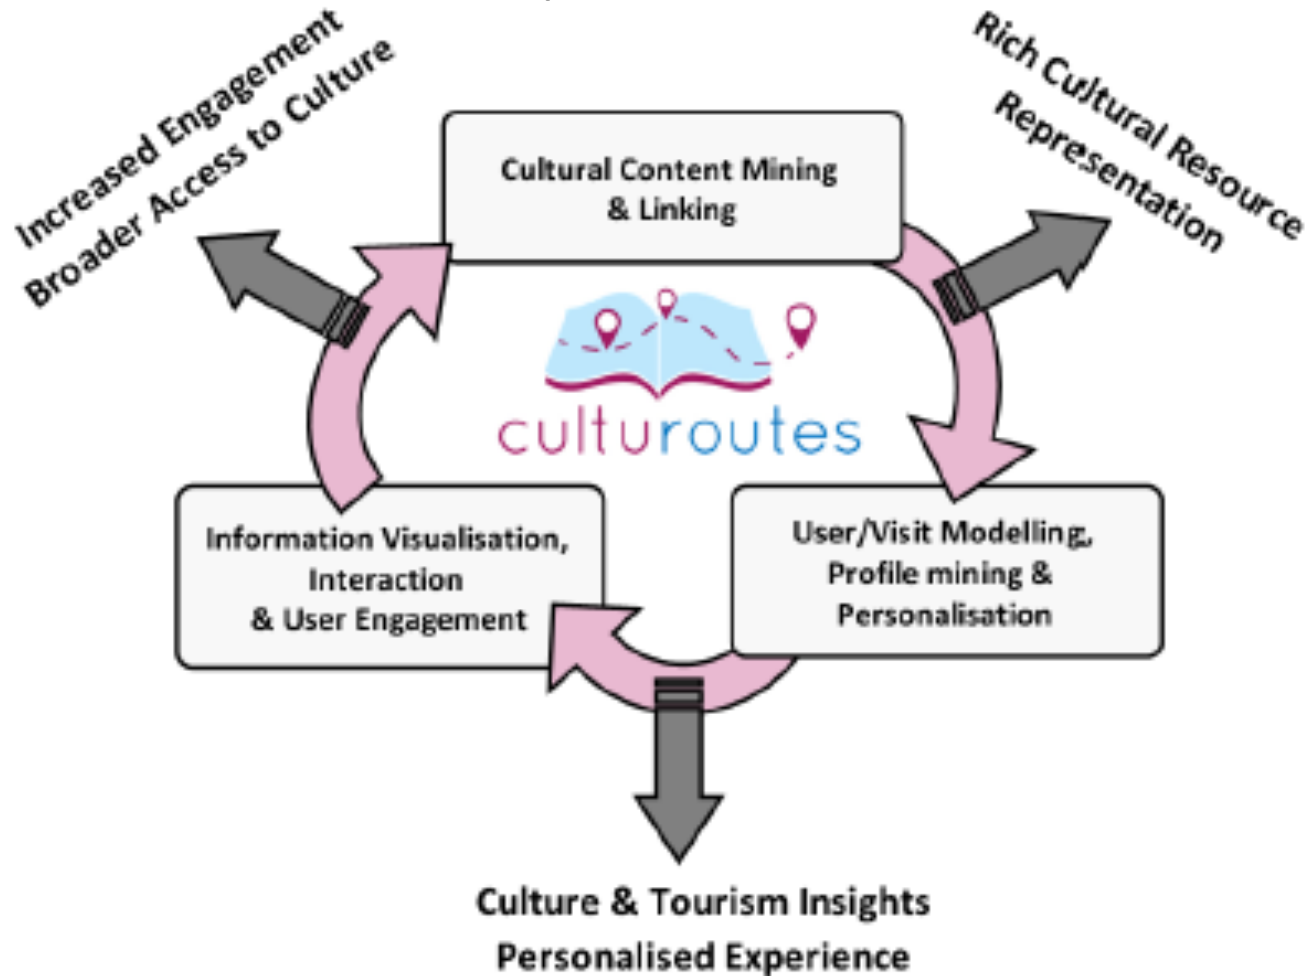 Increased Engagement
Broader Access to Culture
Rich Cultural Resource
Representation
Cultural Content Mining
& Linking
culturoutes
Information Visualisation,
Interaction
& User Engagement
User/Visit Modelling,
Profile mining &
Personalisation
Culture & Tourism Insights
Personalised Experience